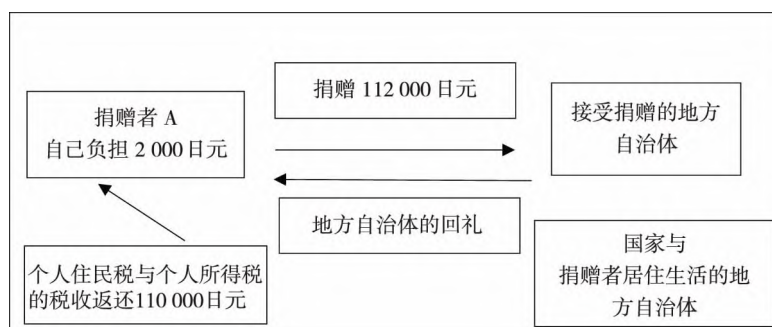 捐赠者 A
自己负担 2 000日元
捐赠 112 000日元
接受捐赠的地方
自治体
地方自治体的回礼
个人住民税与个人所得税
的税收返还110 000日元
国家与
捐赠者居住生活的地
方自治体